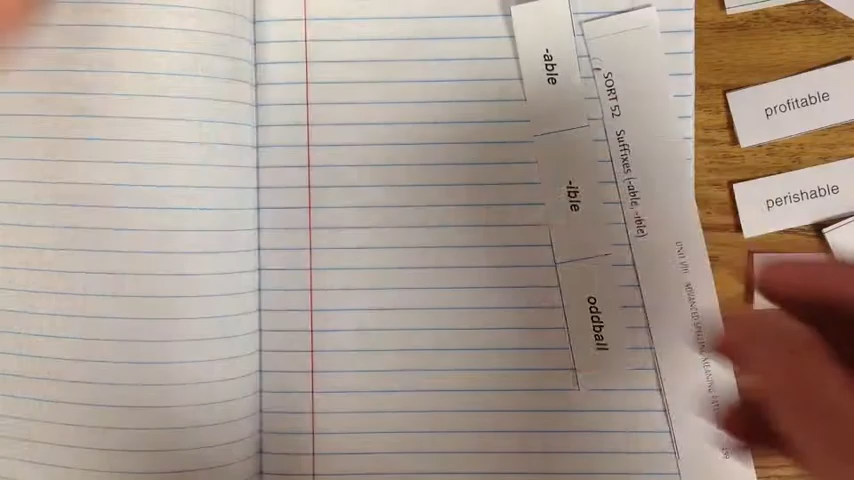 -able
-ible
oddball
SORT 52 Suffixes (-able, -ible)
profitable
perishable